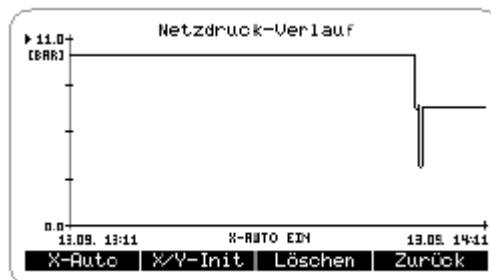 Netzdruck-Verlauf
11.0
[BAR]
0.0
13.09. 13:11 X-AUTO EIN 13.09. 14:11
X-Auto X/Y-Init Löschen Zurück